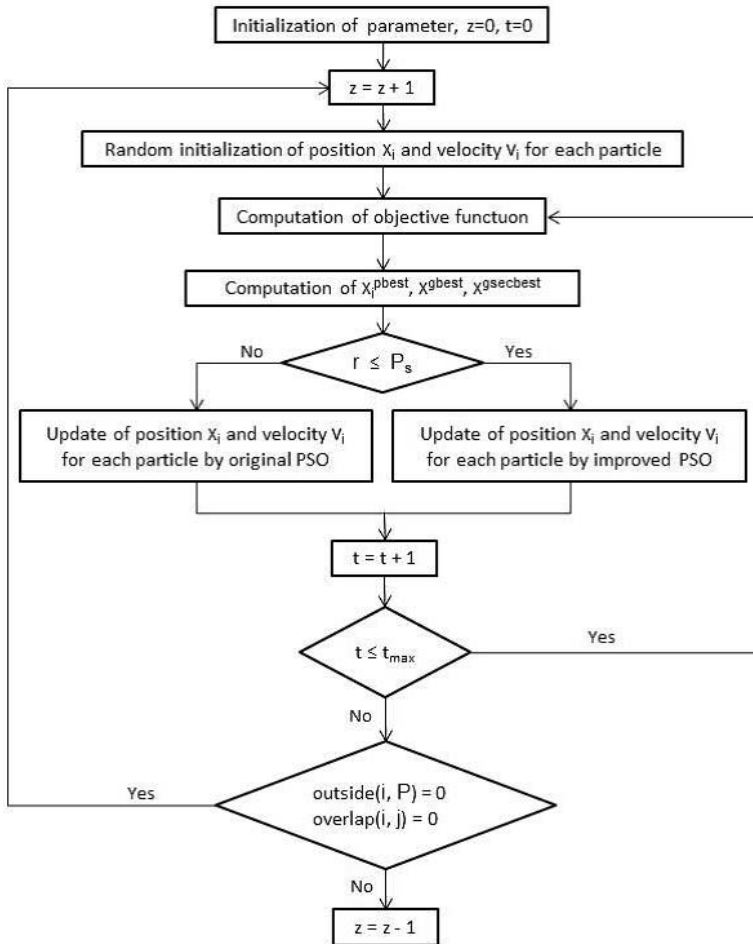 Initialization of parameter, z=0, t=0
z = z + 1
Random initialization of position Xᵢ and velocity Vᵢ for each particle
Computation of objective functuon
Computation of Xᵢᵖᵇᵉˢᵗ, Xᵍᵇᵉˢᵗ, Xᵍˢᵉᶜᵇᵉˢᵗ
No
r ≤ Pₛ
Yes
Update of position Xᵢ and velocity Vᵢ
for each particle by original PSO
Update of position Xᵢ and velocity Vᵢ
for each particle by improved PSO
t = t + 1
t ≤ tₘₐₓ
Yes
No
Yes
outside(i, P) = 0
overlap(i, j) = 0
No
z = z - 1